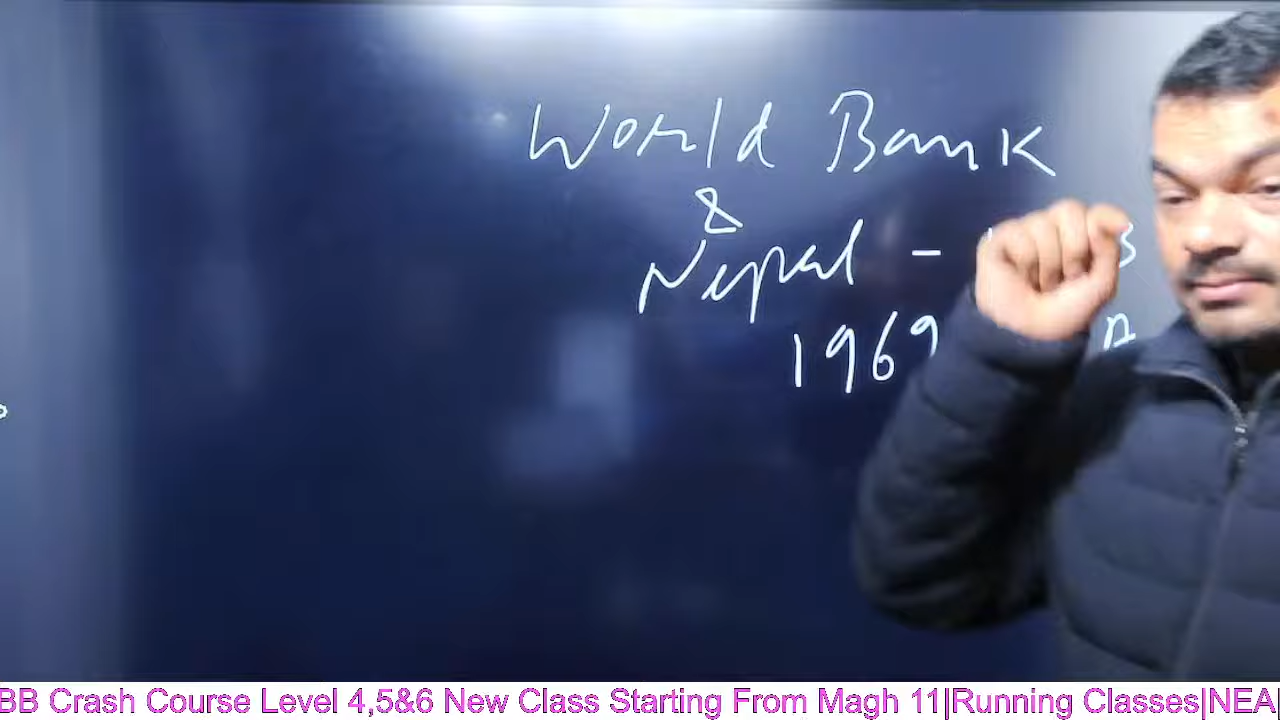 World Bank
&
Nepal -
1969
BB Crash Course Level 4,5&6 New Class Starting From Magh 11|Running Classes|NEA|